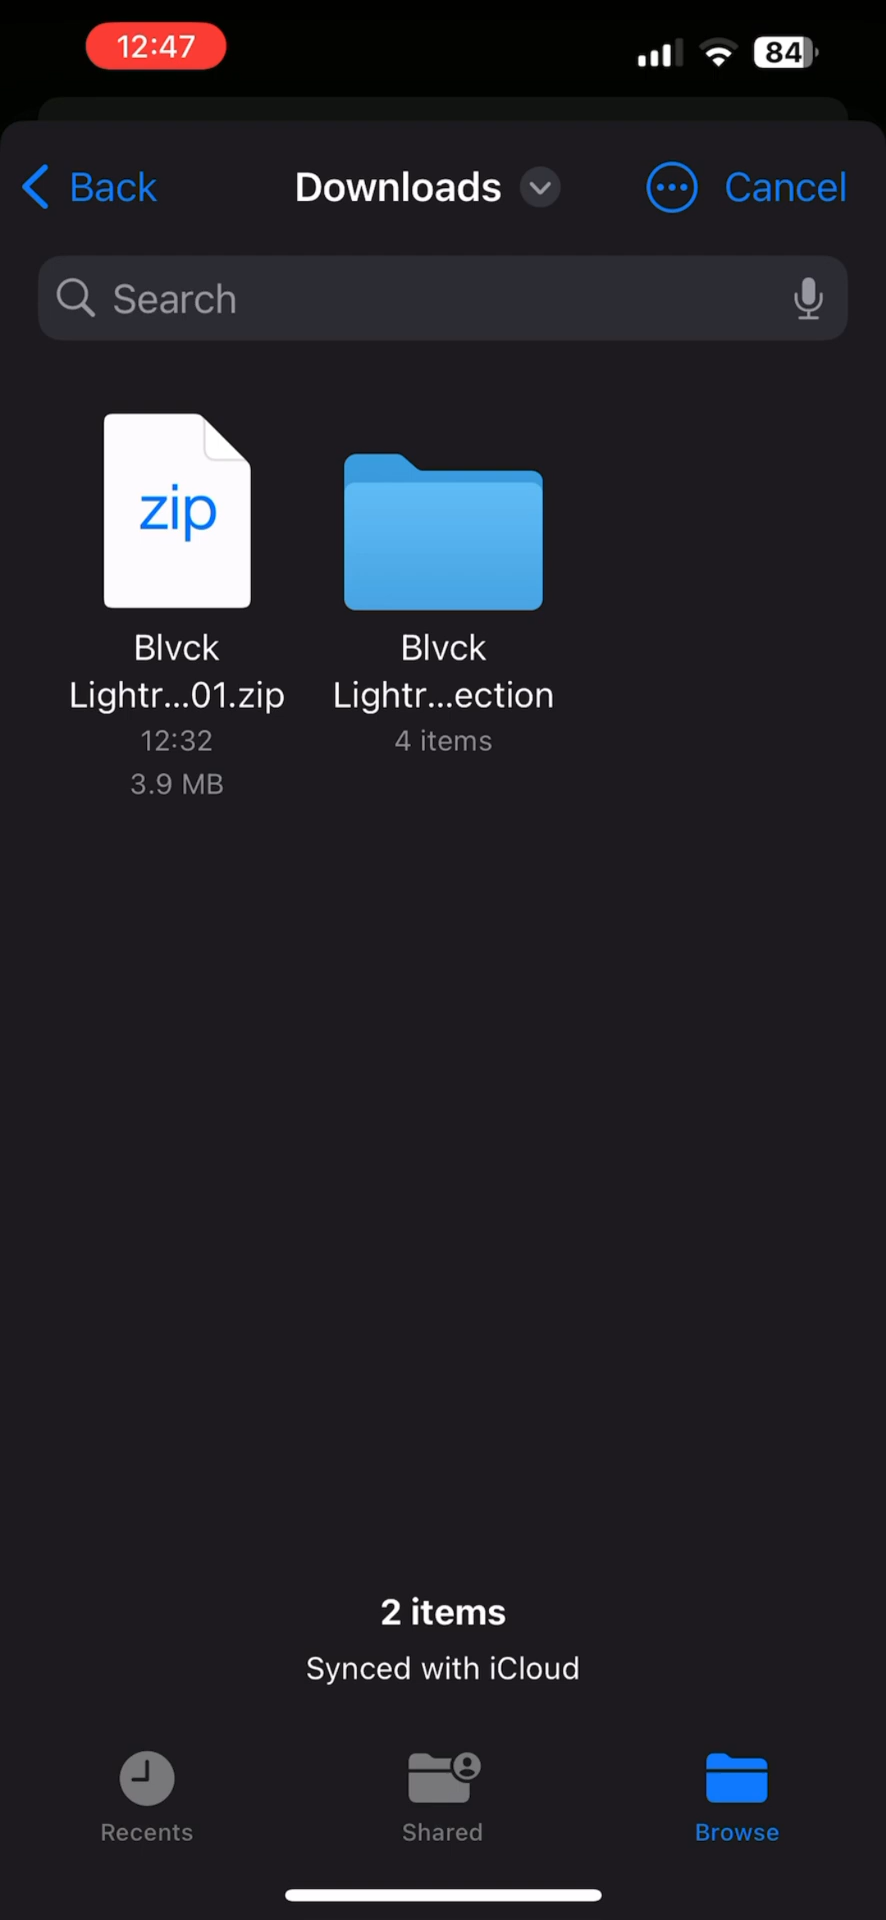 12:47
84
Back
Downloads
Cancel
Search
zip
Blvck
Lightr...01.zip
12:32
3.9 MB
Blvck
Lightr...ection
4 items
2 items
Synced with iCloud
Recents
Shared
Browse